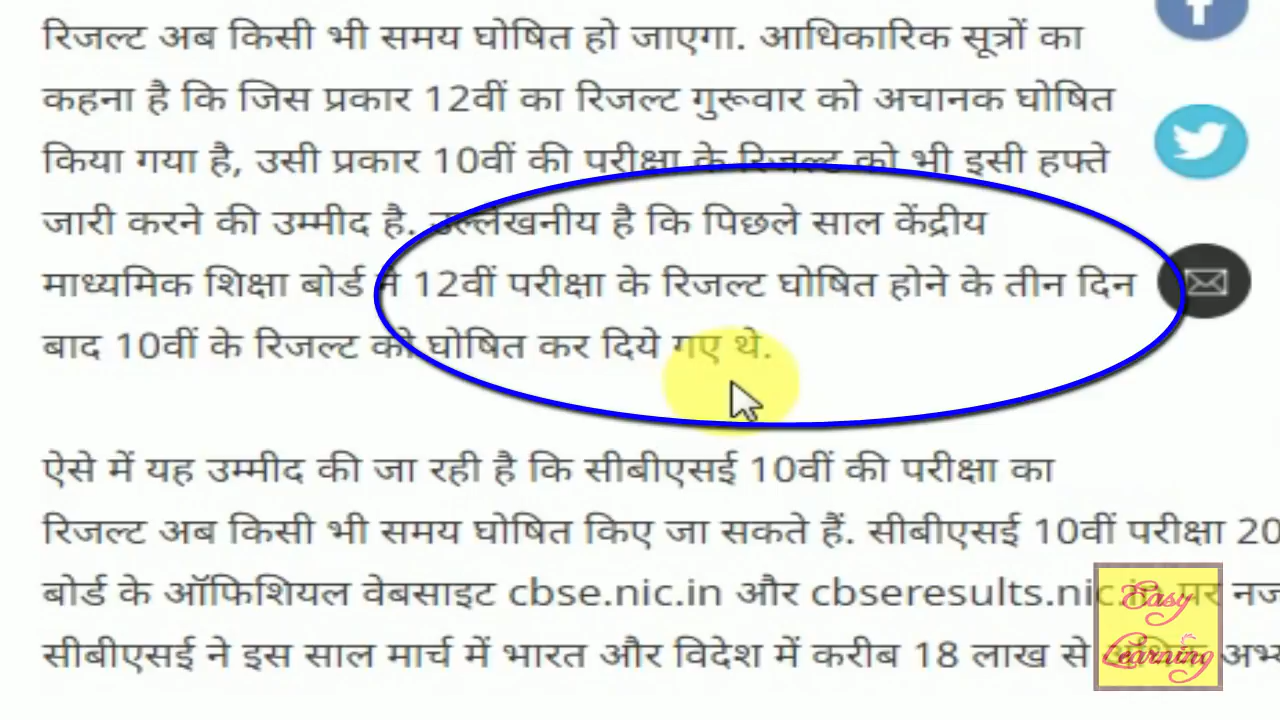 रिजल्ट अब किसी भी समय घोषित हो जाएगा. आधिकारिक सूत्रों का
कहना है कि जिस प्रकार 12वीं का रिजल्ट गुरूवार को अचानक घोषित
किया गया है, उसी प्रकार 10वीं की परीक्षा के रिजल्ट को भी इसी हफ्ते
जारी करने की उम्मीद है. उल्लेखनीय है कि पिछले साल केंद्रीय
माध्यमिक शिक्षा बोर्ड ने 12वीं परीक्षा के रिजल्ट घोषित होने के तीन दिन
बाद 10वीं के रिजल्ट को घोषित कर दिये गए थे.
ऐसे में यह उम्मीद की जा रही है कि सीबीएसई 10वीं की परीक्षा का
रिजल्ट अब किसी भी समय घोषित किए जा सकते हैं. सीबीएसई 10वीं परीक्षा 20
बोर्ड के ऑफिशियल वेबसाइट cbse.nic.in और cbseresults.nic.in पर
सीबीएसई ने इस साल मार्च में भारत और विदेश में करीब 18 लाख से
Easy
Learning